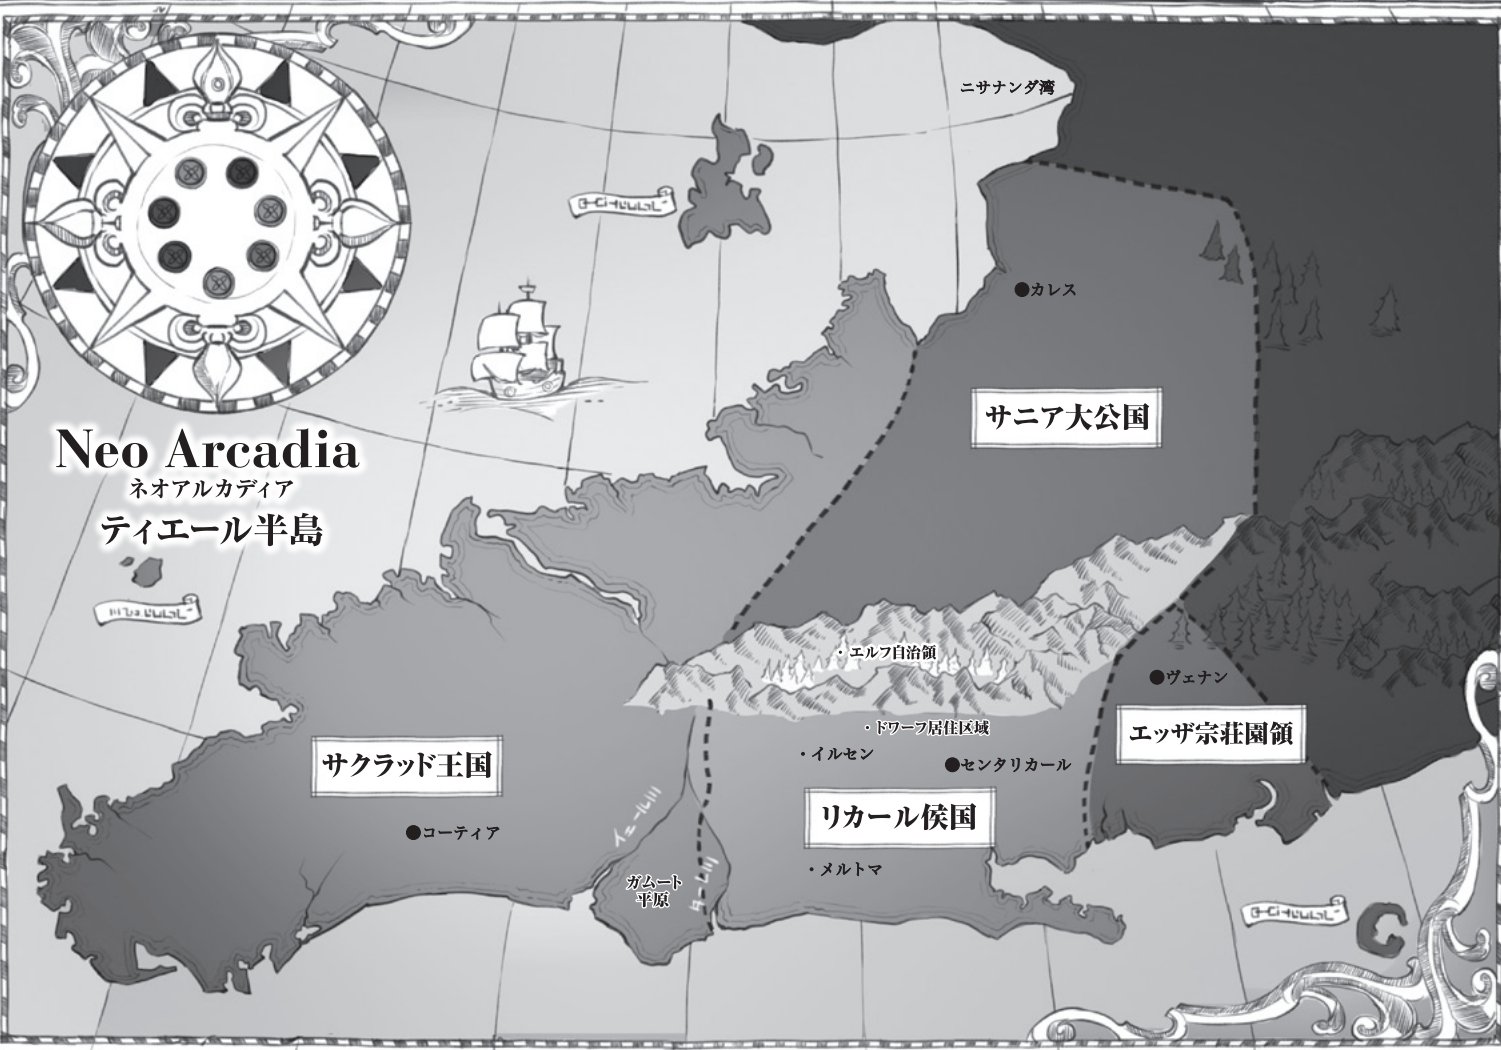 ニサナンダ湾
●カレス
サニア大公国
Neo Arcadia
ネオアルカディア
ティエール半島
・エルフ自治領
●ヴェナン
エッザ宗荘園領
・ドワーフ居住区域
・イルセン
●センタリカール
サクラッド王国
リカール侯国
●コーティア
イェール川
・メルトマ
ガムート
平原
タール川